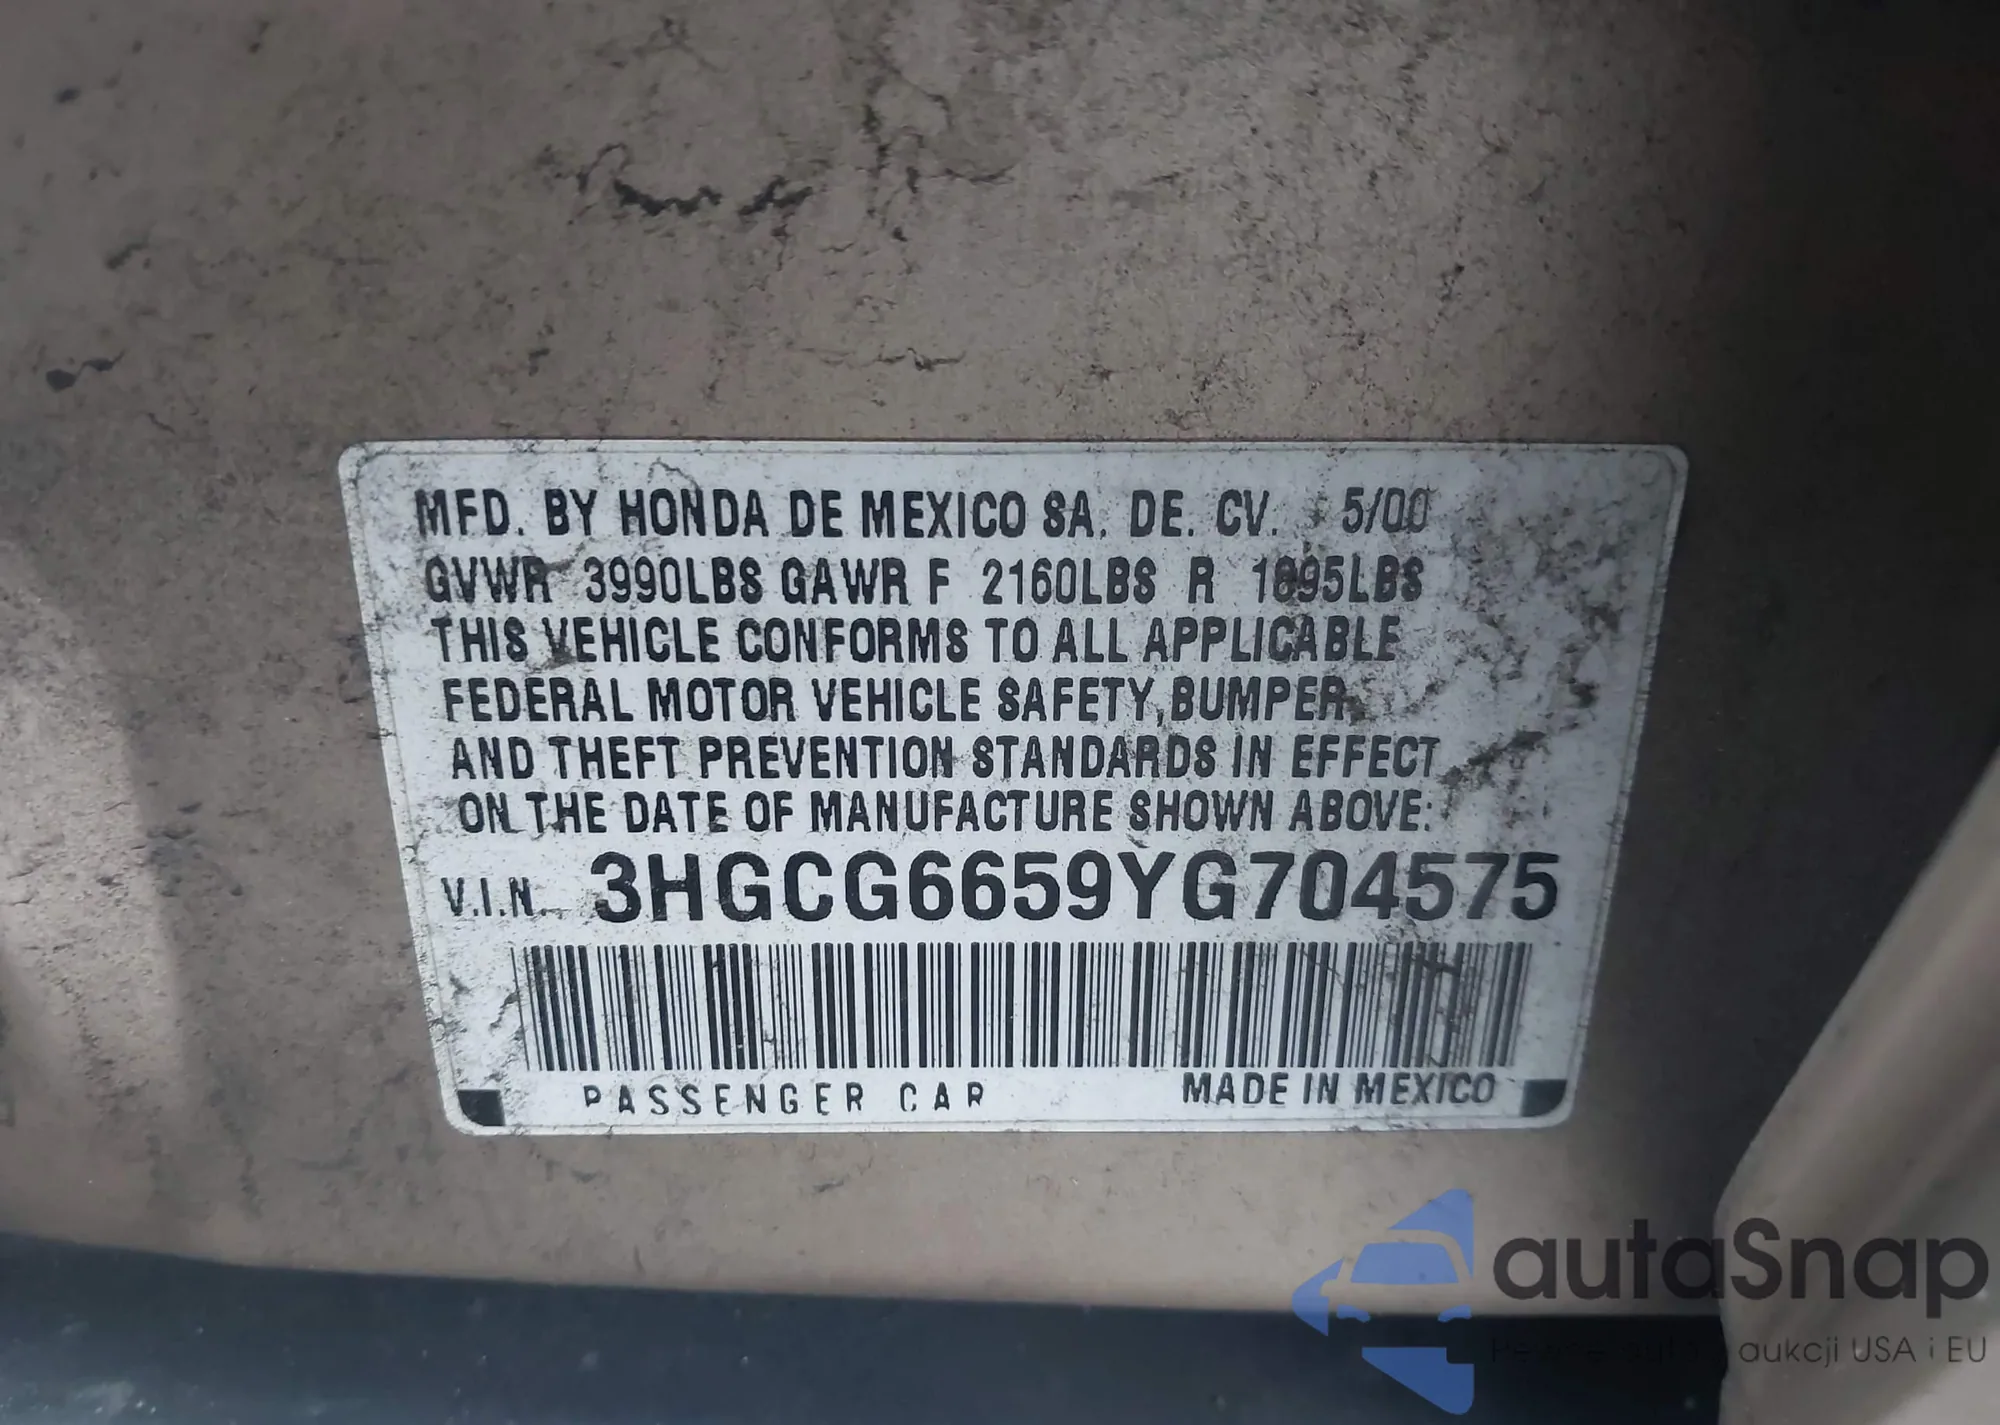 MFD. BY HONDA DE MEXICO SA. DE. CV. 5/00
GVWR 3990LBS GAWR F 2160LBS R 1895LBS
THIS VEHICLE CONFORMS TO ALL APPLICABLE
FEDERAL MOTOR VEHICLE SAFETY, BUMPER,
AND THEFT PREVENTION STANDARDS IN EFFECT
ON THE DATE OF MANUFACTURE SHOWN ABOVE:
V.I.N. 3HGCG6659YG704575
PASSENGER CAR MADE IN MEXICO
autaSnap
aukcji USA i EU